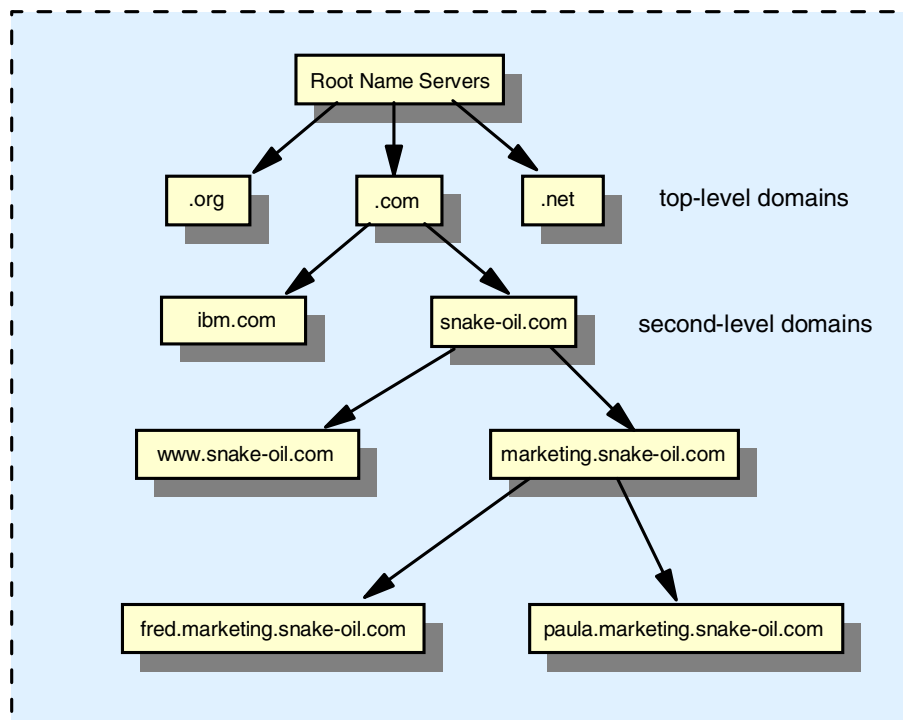 Root Name Servers
.org
.com
.net
top-level domains
ibm.com
snake-oil.com
second-level domains
www.snake-oil.com
marketing.snake-oil.com
fred.marketing.snake-oil.com
paula.marketing.snake-oil.com